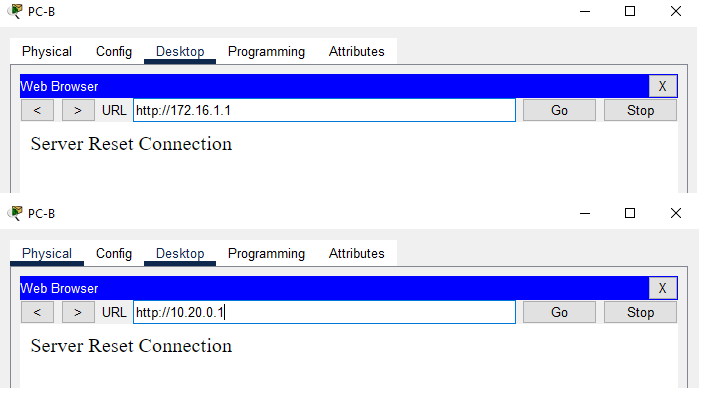 PC-B
Physical Config Desktop Programming Attributes
Web Browser X
< > URL http://172.16.1.1 Go Stop
Server Reset Connection
PC-B
Physical Config Desktop Programming Attributes
Web Browser X
< > URL http://10.20.0.1 Go Stop
Server Reset Connection